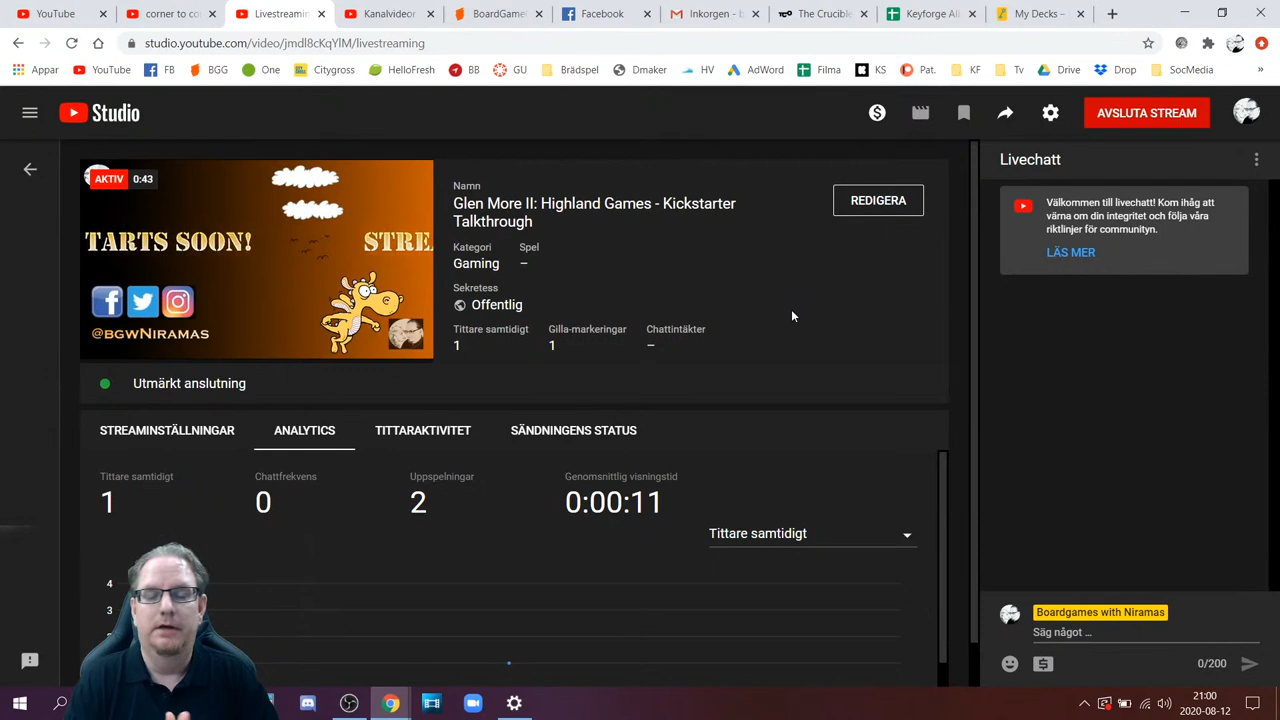 YouTube
corner to co
Livestreamin
Kanalvideor
BoardGame
Facebook
Inkorgen - b
The Crucible
Keyforge All
My Decks –
studio.youtube.com/video/jmdl8cKqYlM/livestreaming
Appar
YouTube
FB
BGG
One
Citygross
HelloFresh
BB
GU
Brädspel
Dmaker
HV
AdWord
Filma
KS
Pat.
KF
Tv
Drive
Drop
SocMedia
Studio
AVSLUTA STREAM
AKTIV 0:43
TARTS SOON! STRE
@BGWNIRAMAS
Namn
Glen More II: Highland Games - Kickstarter
Talkthrough
REDIGERA
Kategori Spel
Gaming –
Sekretess
Offentlig
Tittare samtidigt Gilla-markeringar Chattintäkter
1 1 –
Utmärkt anslutning
STREAMINSTÄLLNINGAR ANALYTICS TITTARAKTIVITET SÄNDNINGENS STATUS
Tittare samtidigt Chattfrekvens Uppspelningar Genomsnittlig visningstid
1 0 2 0:00:11
Tittare samtidigt
4
3
Livechatt
Välkommen till livechatt! Kom ihåg att
värna om din integritet och följa våra
riktlinjer för communityn.
LÄS MER
Boardgames with Niramas
Säg något ...
0/200
21:00
2020-08-12